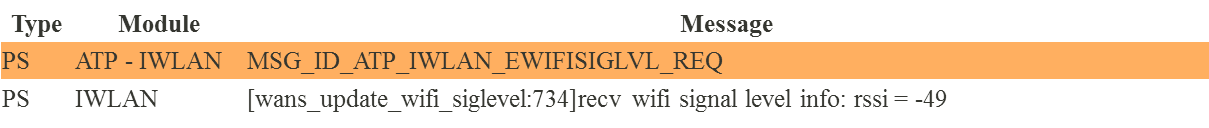 Type Module Message
PS ATP - IWLAN MSG_ID_ATP_IWLAN_EWIFISIGLVL_REQ
PS IWLAN [wans_update_wifi_siglevel:734]recv wifi signal level info: rssi = -49